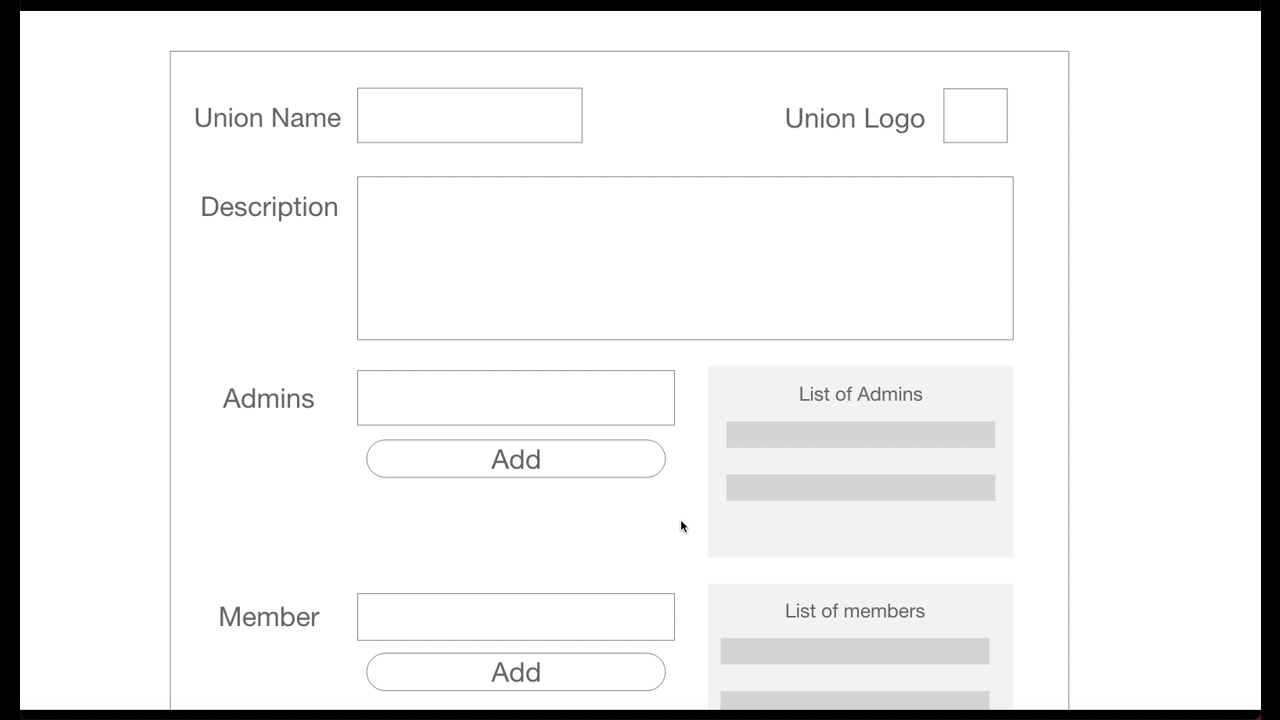 Union Name
Union Logo
Description
Admins
List of Admins
Add
Member
List of members
Add